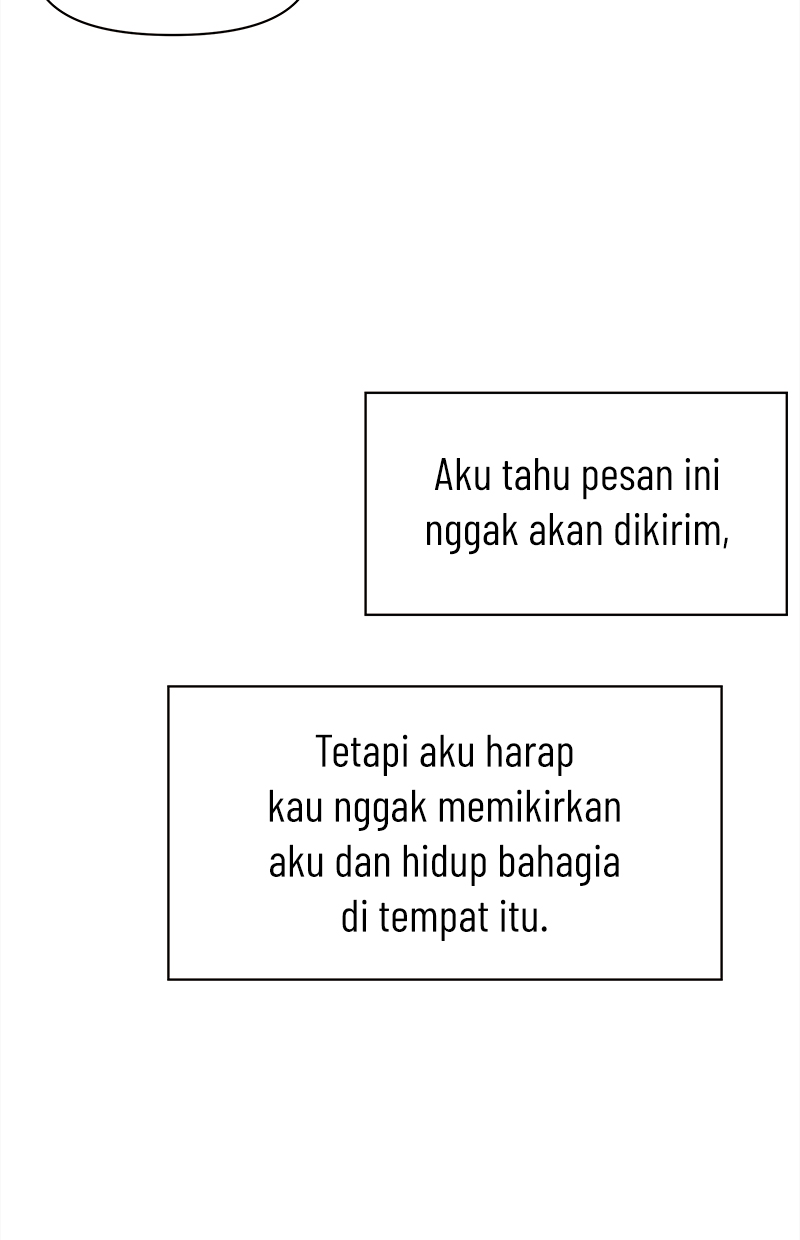 Aku tahu pesan ini
nggak akan dikirim,
Tetapi aku harap
kau nggak memikirkan
aku dan hidup bahagia
di tempat itu.